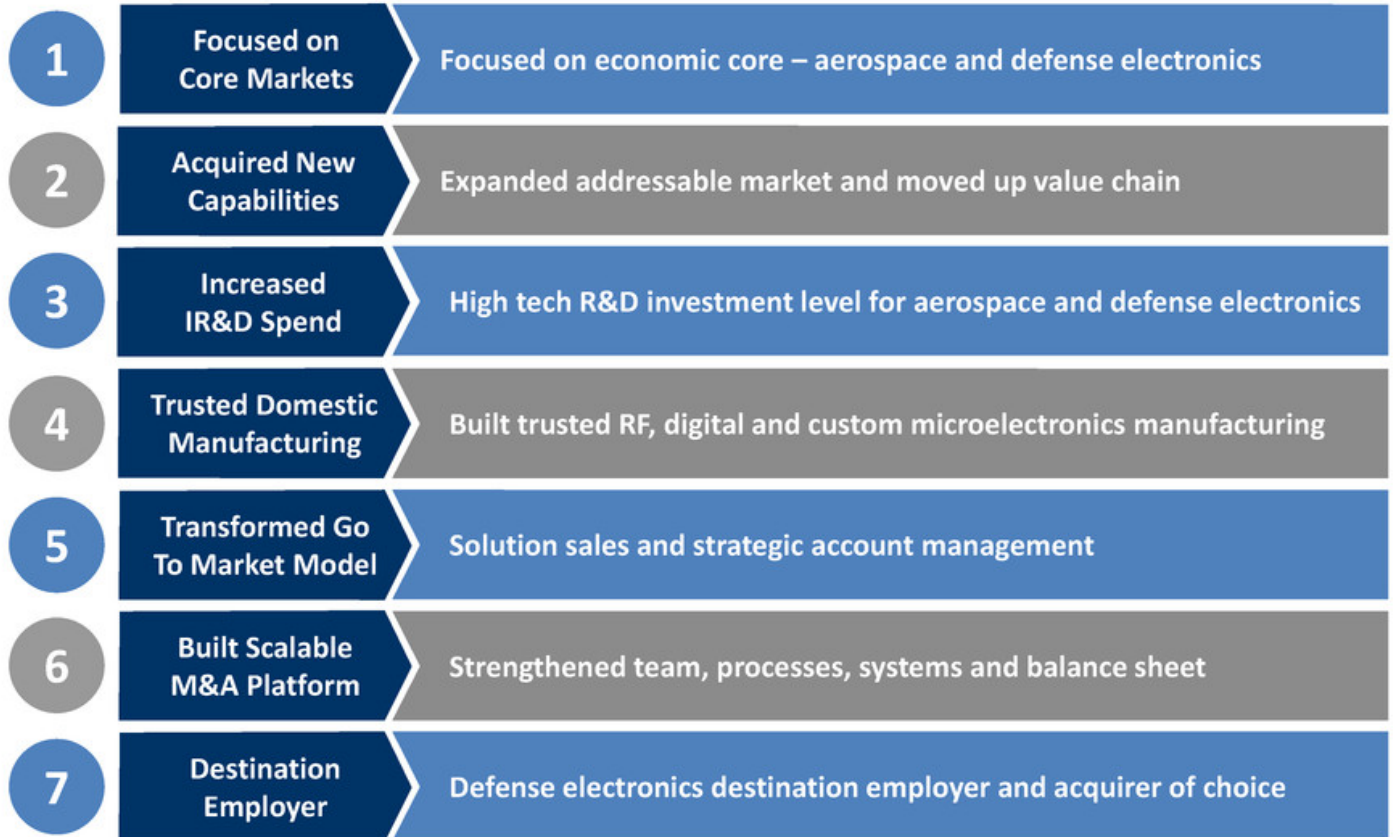 1
Focused on
Core Markets
Focused on economic core – aerospace and defense electronics
2
Acquired New
Capabilities
Expanded addressable market and moved up value chain
3
Increased
IR&D Spend
High tech R&D investment level for aerospace and defense electronics
4
Trusted Domestic
Manufacturing
Built trusted RF, digital and custom microelectronics manufacturing
5
Transformed Go
To Market Model
Solution sales and strategic account management
6
Built Scalable
M&A Platform
Strengthened team, processes, systems and balance sheet
7
Destination
Employer
Defense electronics destination employer and acquirer of choice